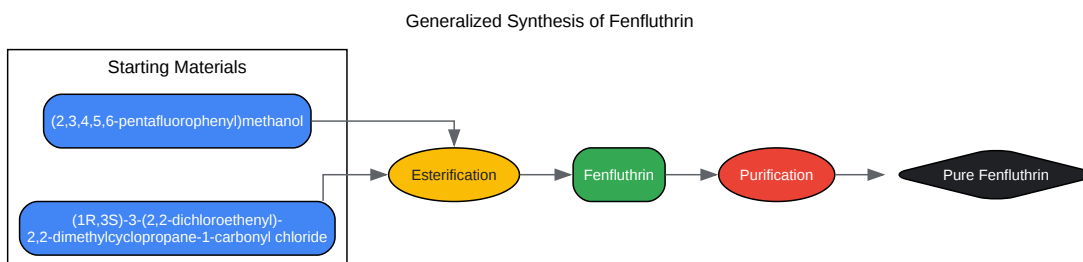 Generalized Synthesis of Fenfluthrin
Starting Materials
(2,3,4,5,6-pentafluorophenyl)methanol
Esterification
Fenfluthrin
Purification
Pure Fenfluthrin
(1R,3S)-3-(2,2-dichloroethenyl)-
2,2-dimethylcyclopropane-1-carbonyl chloride